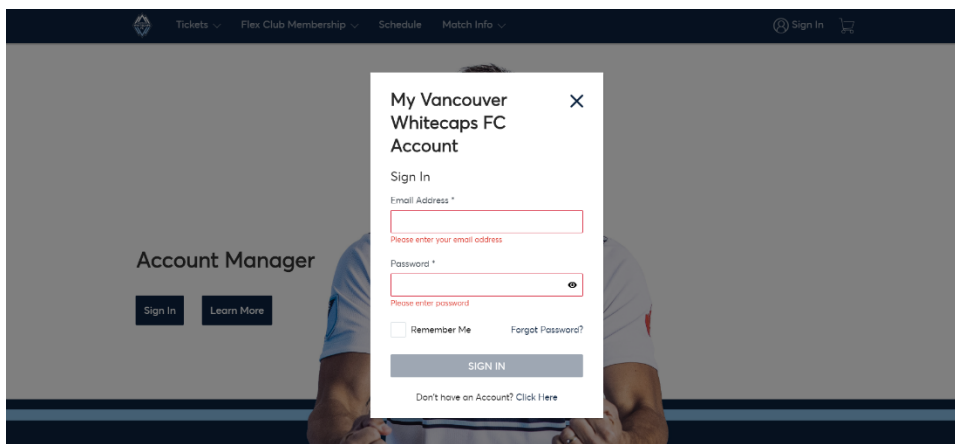 Tickets
Flex Club Membership
Schedule
Match Info
Sign In
My Vancouver
Whitecaps FC
Account
Sign In
Email Address *
Please enter your email address
Password *
Please enter password
Remember Me
Forgot Password?
SIGN IN
Don't have an Account? Click Here
Account Manager
Sign In
Learn More